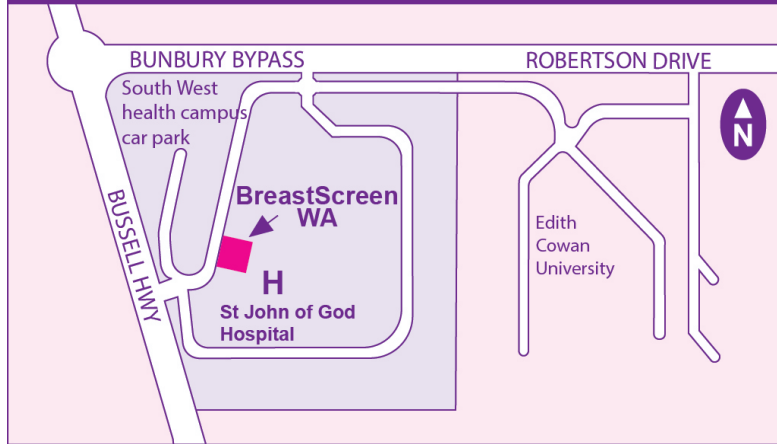 BUNBURY BYPASS
ROBERTSON DRIVE
South West
health campus
car park
N
BUSSELL HWY
BreastScreen
WA
H
St John of God
Hospital
Edith
Cowan
University